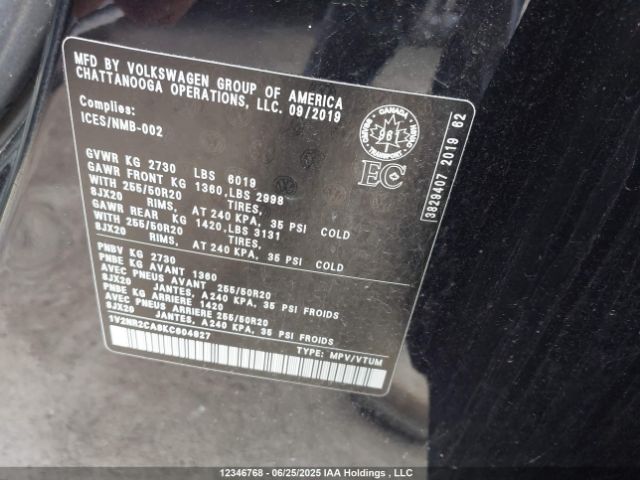 MFD BY VOLKSWAGEN GROUP OF AMERICA
CHATTANOOGA OPERATIONS, LLC. 09/2019
Complies:
ICES/NMB-002
CANADA
TRANSPORT
EC
3829407 2019 62
GVWR KG 2730 LBS 6019
GAWR FRONT KG 1360,LBS 2998
WITH 255/50R20 TIRES,
8JX20 RIMS, AT 240 KPA, 35 PSI COLD
GAWR REAR KG 1420,LBS 3131
WITH 255/50R20 TIRES,
8JX20 RIMS, AT 240 KPA, 35 PSI COLD
PNBV KG 2730
PNBE KG AVANT 1360
AVEC PNEUS AVANT 255/50R20
8JX20 JANTES, A 240 KPA, 35 PSI FROIDS
PNBE KG ARRIERE 1420
AVEC PNEUS ARRIERE 255/50R20
8JX20 JANTES, A 240 KPA, 35 PSI FROIDS
TYPE: MPV/VTUM
12346768 - 06/25/2025 IAA Holdings , LLC